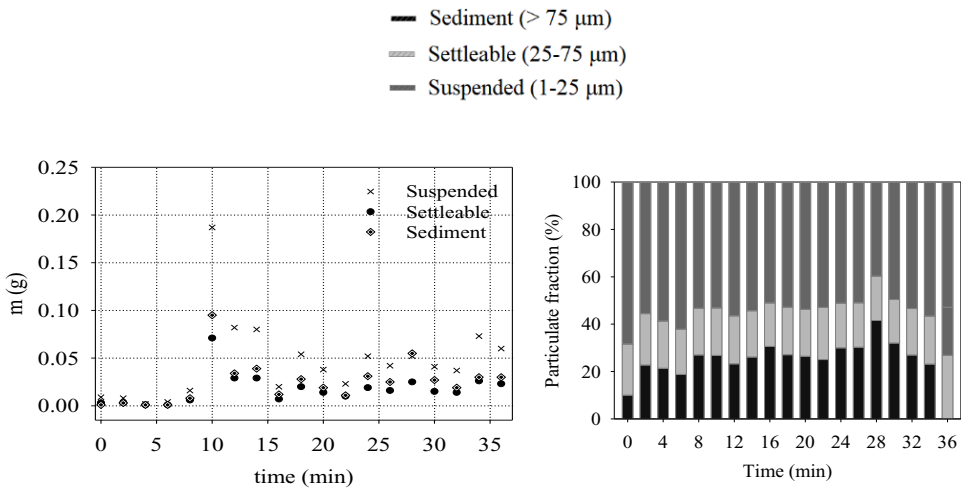 Sediment (> 75 μm)
Settleable (25-75 μm)
Suspended (1-25 μm)
0.25
0.20
0.15
0.10
0.05
0.00
m (g)
Suspended
Settleable
Sediment
0 5 10 15 20 25 30 35
time (min)
100
80
60
40
20
0
Particulate fraction (%)
0 4 8 12 16 20 24 28 32 36
Time (min)